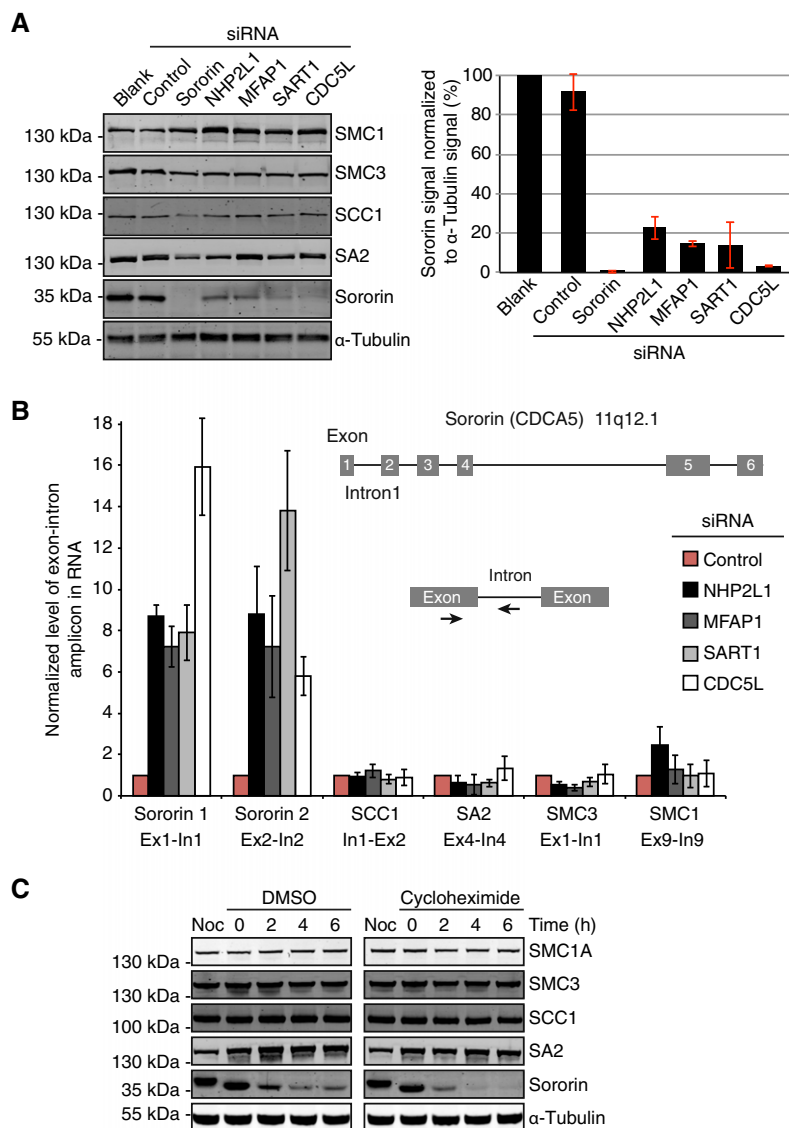 A
siRNA
Blank
Control
Sororin
NHP2L1
MFAP1
SART1
CDC5L
130 kDa
SMC1
130 kDa
SMC3
130 kDa
SCC1
130 kDa
SA2
35 kDa
Sororin
55 kDa
α-Tubulin
Sororin signal normalized
to α- Tubulin signal (%)
100
80
60
40
20
0
Blank
Control
Sororin
NHP2L1
MFAP1
SART1
CDC5L
siRNA
B
Normalized level of exon-intron
amplicon in RNA
18
16
14
12
10
8
6
4
2
0
Sororin (CDCA5) 11q12.1
Exon
1 2 3 4 5 6
Intron1
Intron
Exon Exon
siRNA
Control
NHP2L1
MFAP1
SART1
CDC5L
Sororin 1 Sororin 2 SCC1 SA2 SMC3 SMC1
Ex1-In1 Ex2-In2 In1-Ex2 Ex4-In4 Ex1-In1 Ex9-In9
C
DMSO Cycloheximide
Noc 0 2 4 6 Noc 0 2 4 6 Time (h)
130 kDa
SMC1A
130 kDa
SMC3
100 kDa
SCC1
130 kDa
SA2
35 kDa
Sororin
55 kDa
α-Tubulin